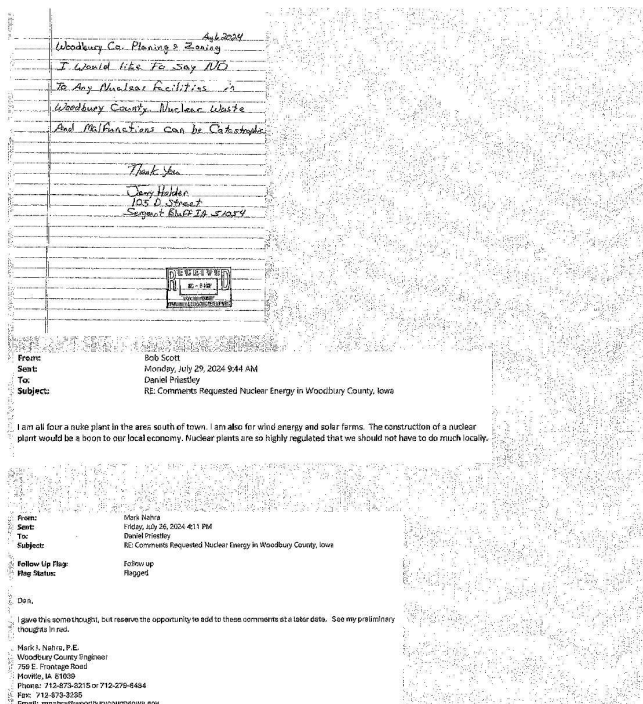 Aug 6 2024
Woodbury Co. Planing & Zoning
I Would like To Say NO
To Any Nuclear facilities in
Woodbury County. Nuclear Waste
And Malfunctions can be Catastrophic
Thank You
Jerry Holder
105 D. Street
Sergeant Bluff IA 51054
RECEIVED
From: Bob Scott
Sent: Monday, July 29, 2024 9:44 AM
To: Daniel Priestley
Subject: RE: Comments Requested Nuclear Energy in Woodbury County, Iowa
I am all four a nuke plant in the area south of town. I am also for wind energy and solar farms. The construction of a nuclear
plant would be a boon to our local economy. Nuclear plants are so highly regulated that we should not have to do much locally.
From: Mark Nahra
Sent: Friday, July 26, 2024 4:11 PM
To: Daniel Priestley
Subject: RE: Comments Requested Nuclear Energy in Woodbury County, Iowa
Follow Up Flag: Follow up
Flag Status: Flagged
Dan,
I gave this some thought, but reserve the opportunity to add to these comments at a later date. See my preliminary
thoughts in red.
Mark J. Nahra, P.E.
Woodbury County Engineer
759 E. Frontage Road
Moville, IA 51039
Phone: 712-873-3215 or 712-279-6484
Fax: 712-873-3235
Email: mnahra@woodburycountyiowa.gov